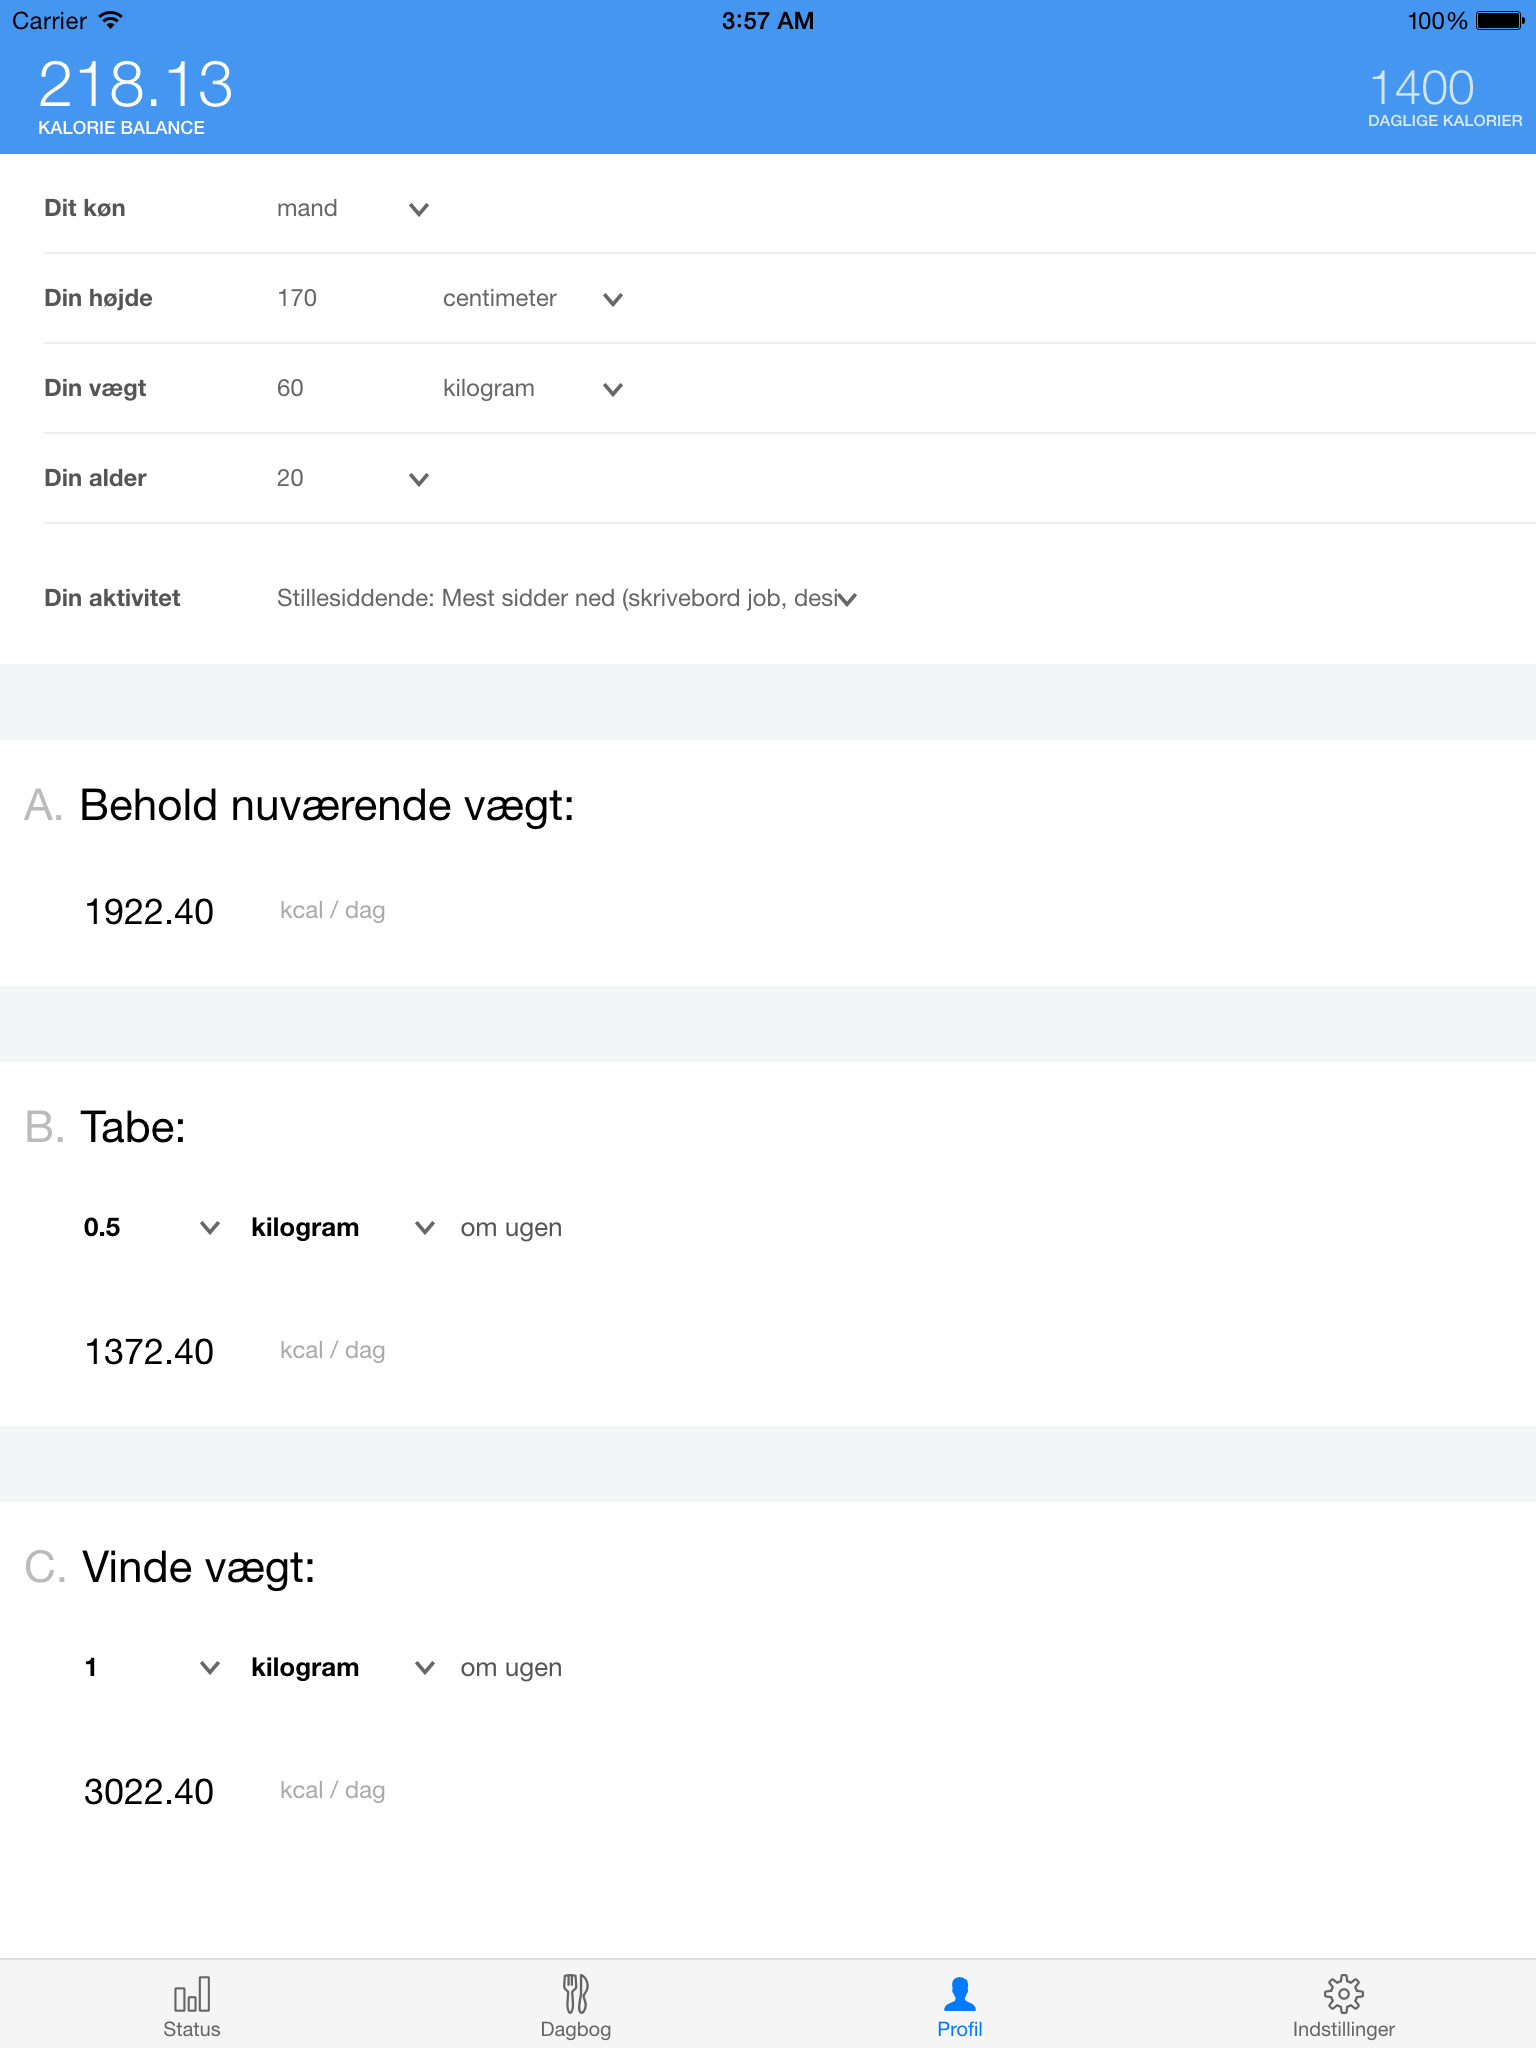 Carrier 3:57 AM 100%
218.13 1400
KALORIE BALANCE DAGLIGE KALORIER
Dit køn mand
Din højde 170 centimeter
Din vægt 60 kilogram
Din alder 20
Din aktivitet Stillesiddende: Mest sidder ned (skrivebord job, desi
A. Behold nuværende vægt:
1922.40 kcal / dag
B. Tabe:
0.5 kilogram om ugen
1372.40 kcal / dag
C. Vinde vægt:
1 kilogram om ugen
3022.40 kcal / dag
Status Dagbog Profil Indstillinger